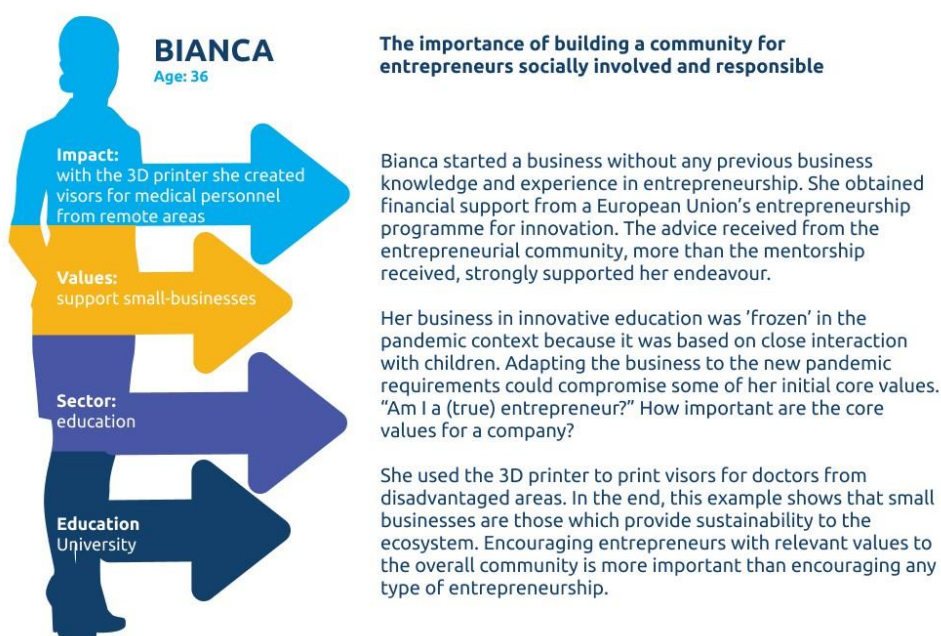 BIANCA
Age: 36
Impact:
with the 3D printer she created
visors for medical personnel
from remote areas
Values:
support small-businesses
Sector:
education
Education
University
The importance of building a community for
entrepreneurs socially involved and responsible
Bianca started a business without any previous business
knowledge and experience in entrepreneurship. She obtained
financial support from a European Union’s entrepreneurship
programme for innovation. The advice received from the
entrepreneurial community, more than the mentorship
received, strongly supported her endeavour.
Her business in innovative education was ’frozen’ in the
pandemic context because it was based on close interaction
with children. Adapting the business to the new pandemic
requirements could compromise some of her initial core values.
“Am I a (true) entrepreneur?” How important are the core
values for a company?
She used the 3D printer to print visors for doctors from
disadvantaged areas. In the end, this example shows that small
businesses are those which provide sustainability to the
ecosystem. Encouraging entrepreneurs with relevant values to
the overall community is more important than encouraging any
type of entrepreneurship.